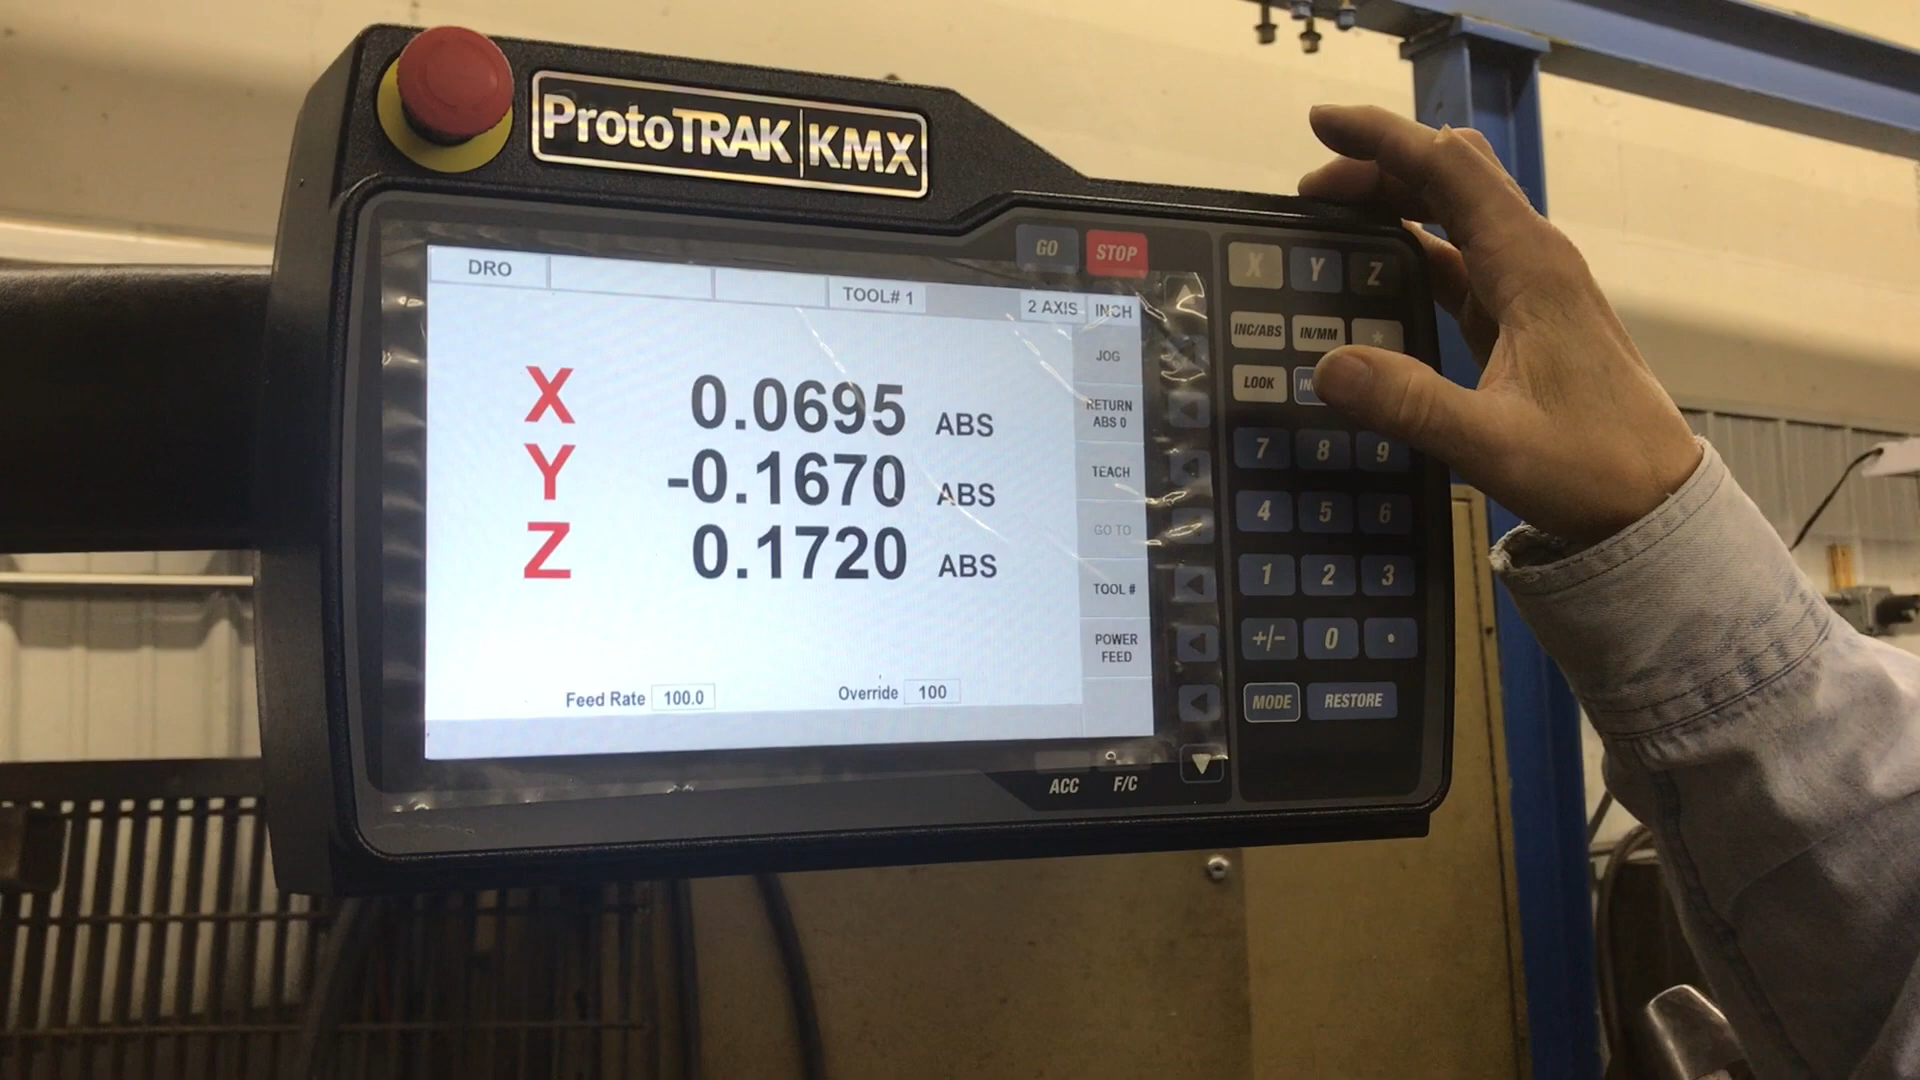 ProtoTRAK KMX
GO STOP
DRO
TOOL# 1
2 AXIS INCH
X 0.0695 ABS
Y -0.1670 ABS
Z 0.1720 ABS
Feed Rate 100.0 Override 100
JOG
RETURN
ABS 0
TEACH
GO TO
TOOL #
POWER
FEED
ACC F/C
X Y Z
INC/ABS IN/MM *
LOOK
7 8 9
4 5 6
1 2 3
+/- 0 •
MODE RESTORE